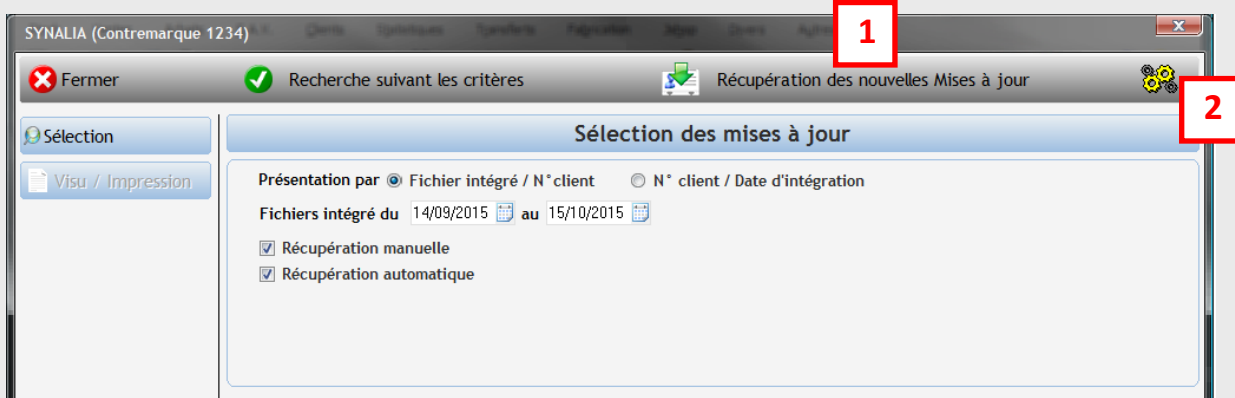 1
SYNALIA (Contremarque 1234)
Fermer Recherche suivant les critères Récupération des nouvelles Mises à jour
2
Sélection
Sélection des mises à jour
Visu / Impression
Présentation par Fichier intégré / N°client N° client / Date d'intégration
Fichiers intégré du 14/09/2015 au 15/10/2015
Récupération manuelle
Récupération automatique